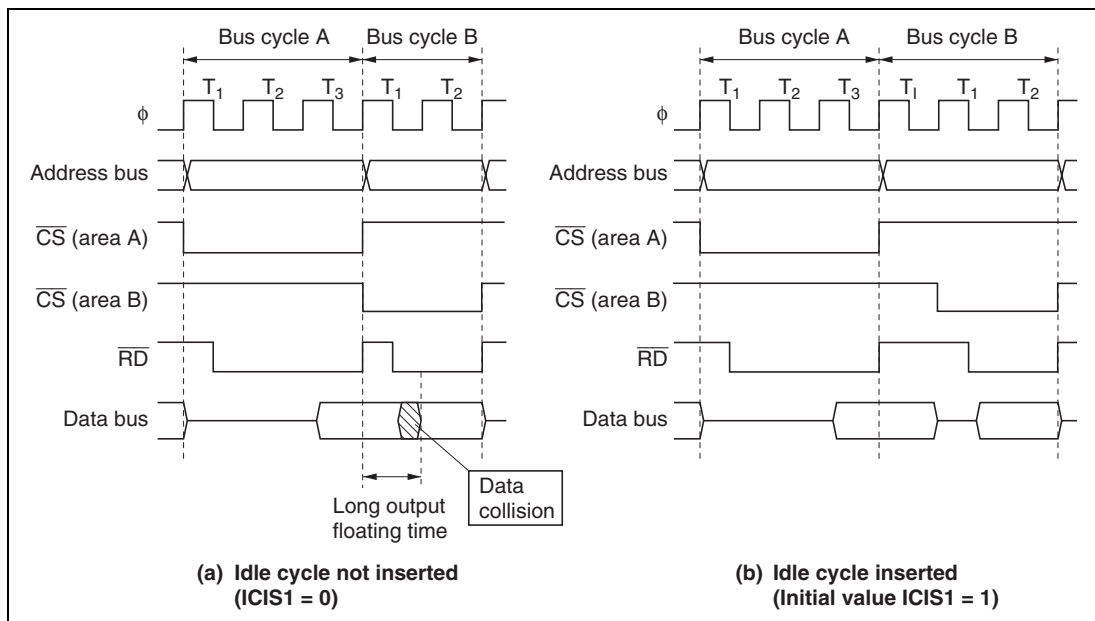 Bus cycle A Bus cycle B
T1 T2 T3 T1 T2
ϕ
Address bus
CS (area A)
CS (area B)
RD
Data bus
Long output
floating time
Data
collision
(a) Idle cycle not inserted
(ICIS1 = 0)
Bus cycle A Bus cycle B
T1 T2 T3 TI T1 T2
ϕ
Address bus
CS (area A)
CS (area B)
RD
Data bus
(b) Idle cycle inserted
(Initial value ICIS1 = 1)